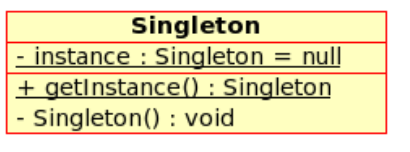 Singleton
- instance : Singleton = null
+ getInstance() : Singleton
- Singleton() : void